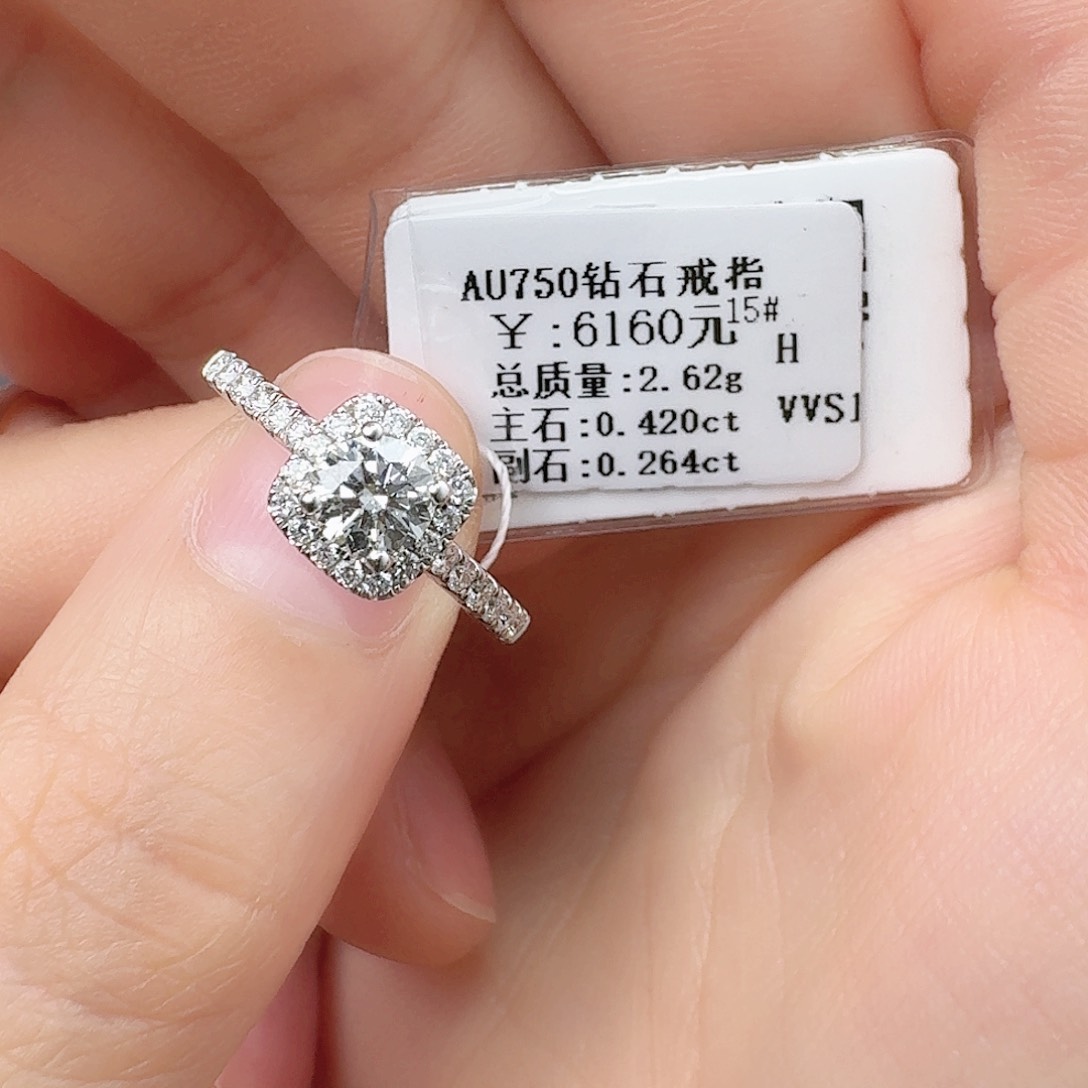 AU750钻石戒指
￥:6160元15#
H
总质量:2.62g
VVS1
主石:0.420ct
副石:0.264ct